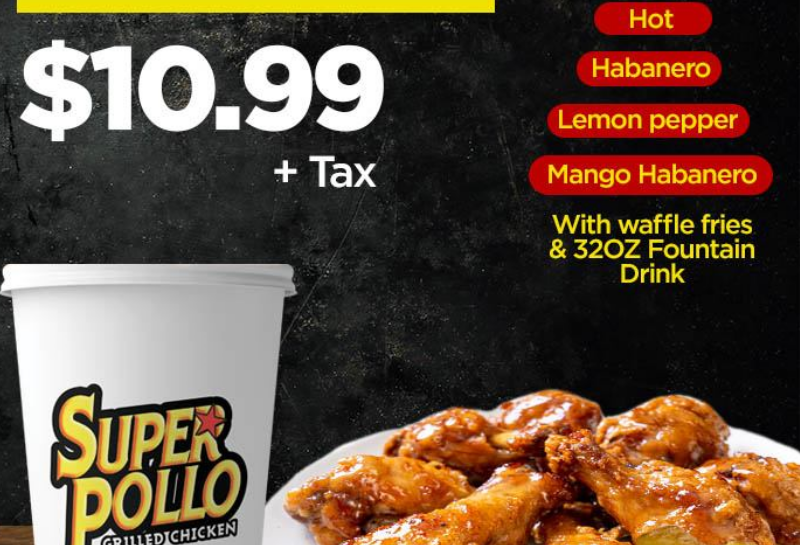 $10.99
+ Tax
Hot
Habanero
Lemon pepper
Mango Habanero
With waffle fries
& 32OZ Fountain
Drink
SUPER
POLLO
GRILLED CHICKEN